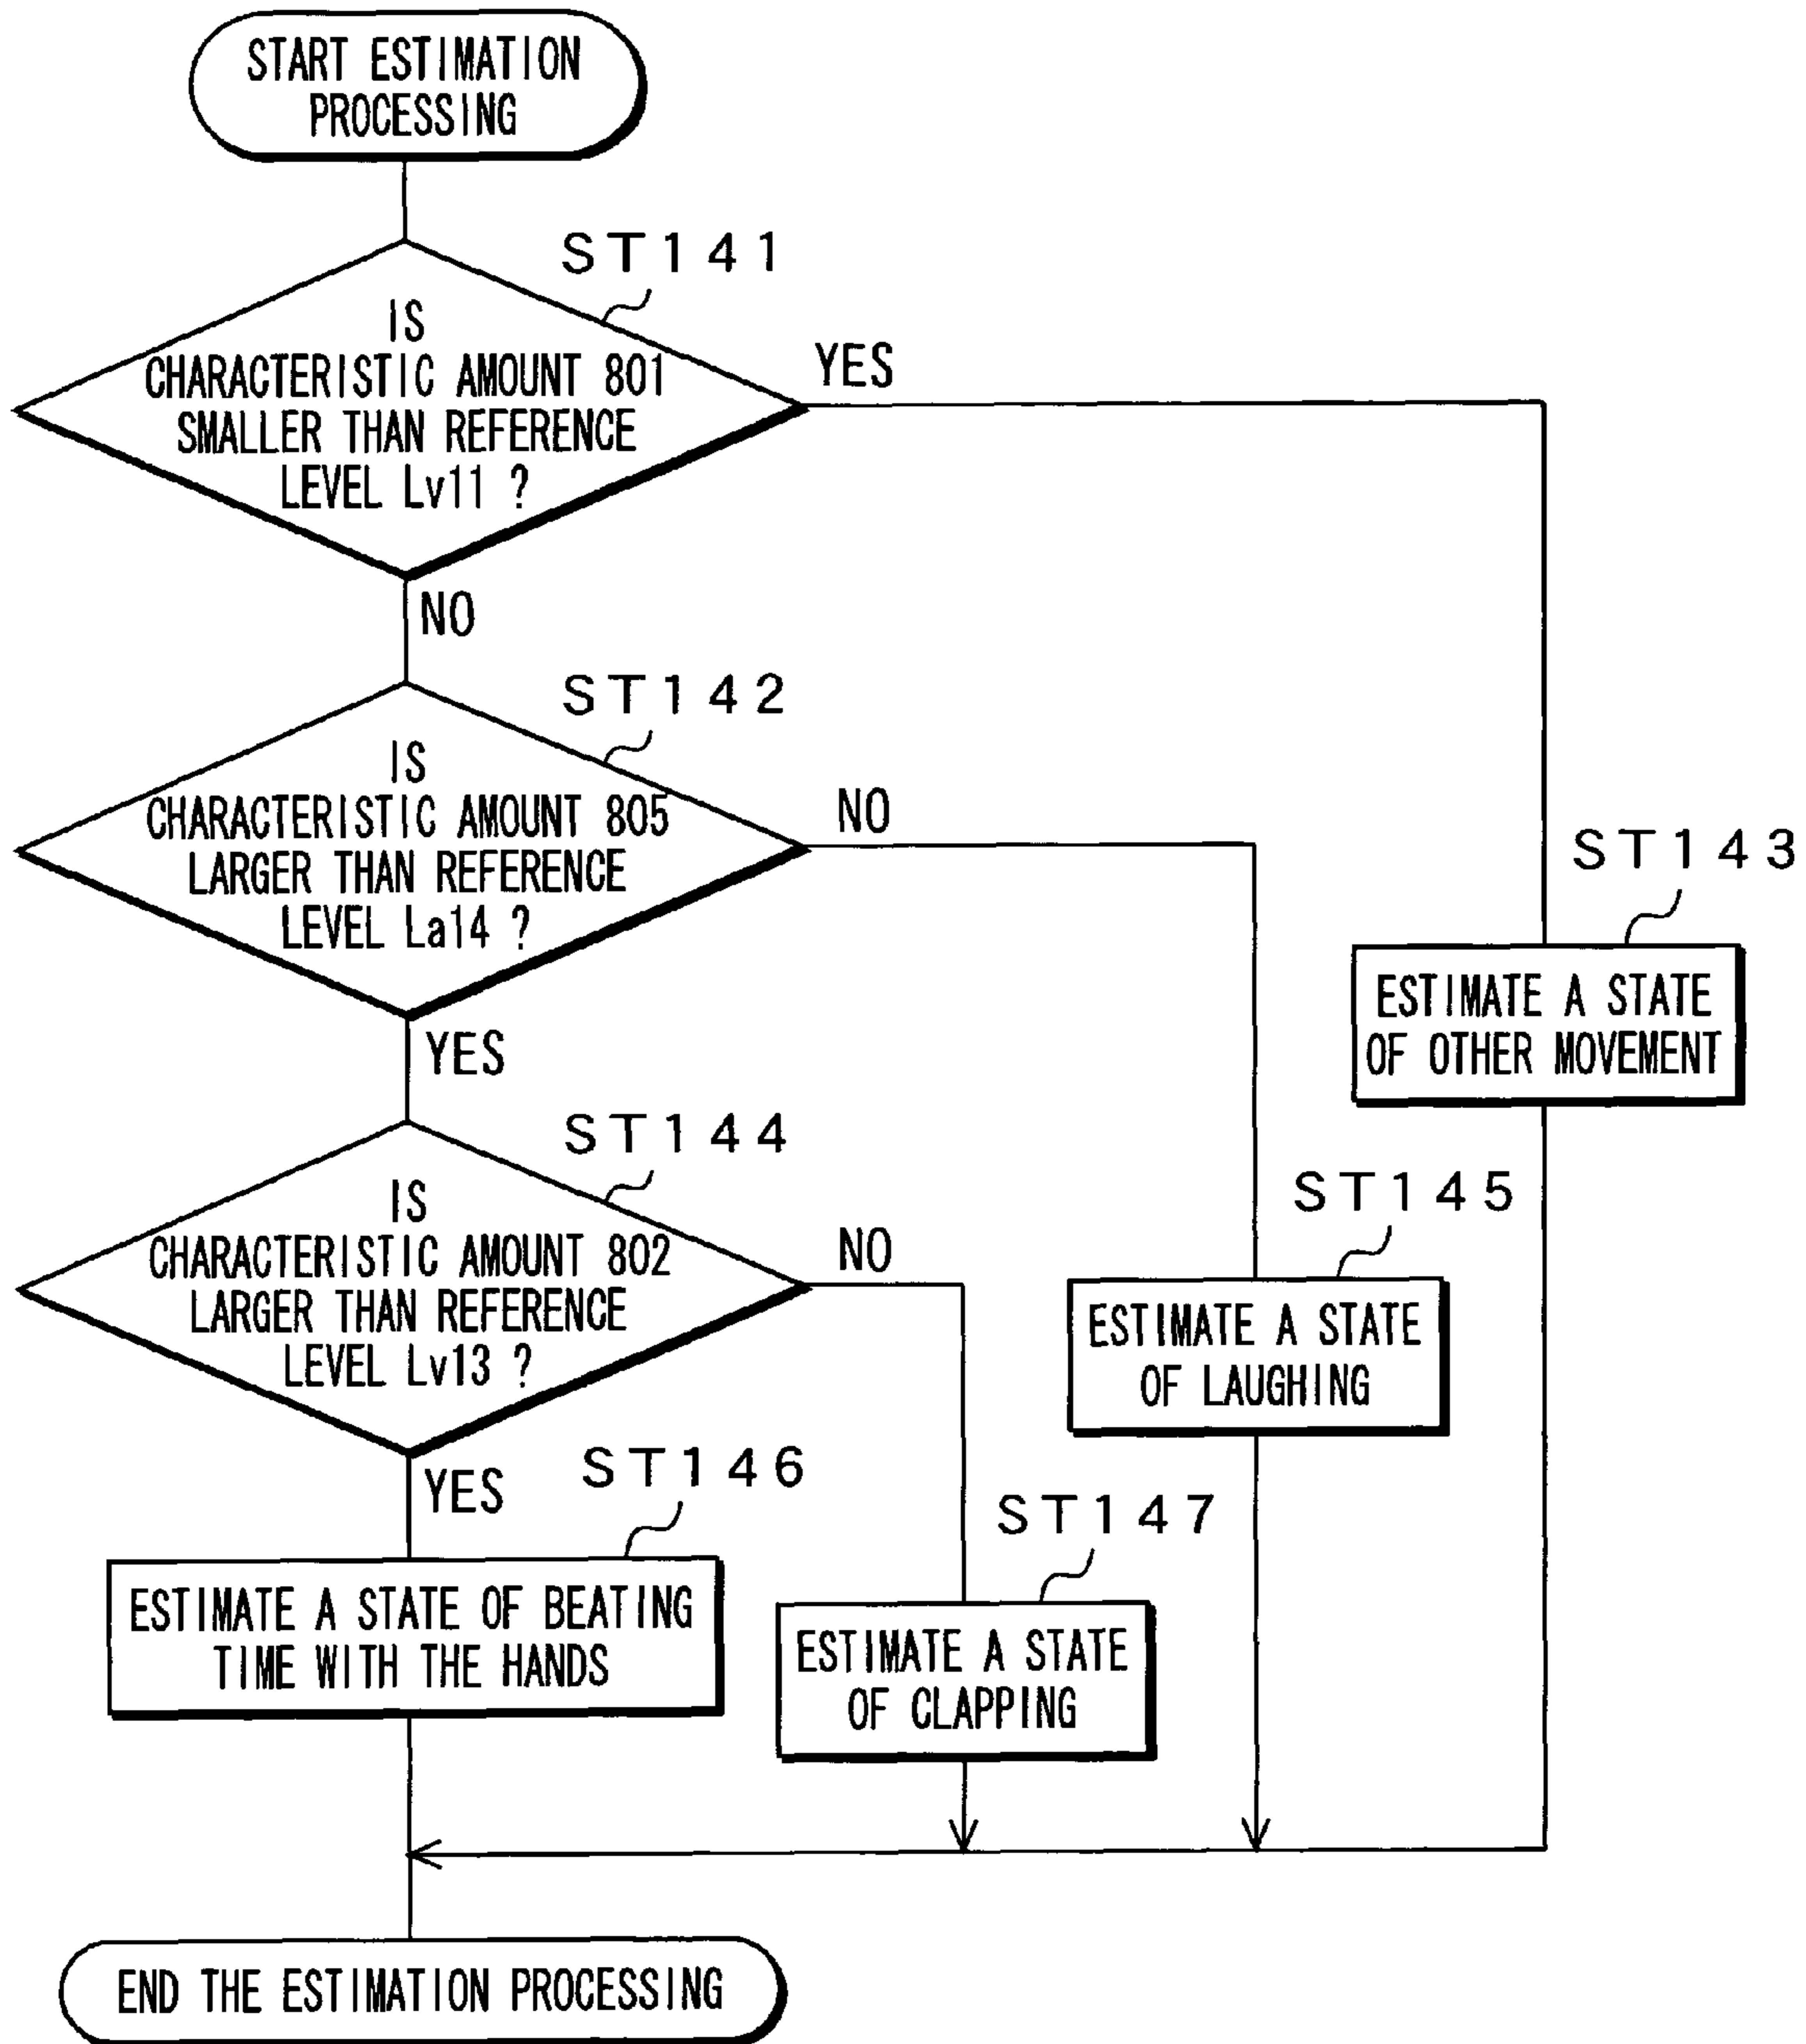 START ESTIMATION
PROCESSING
ST141
IS
CHARACTERISTIC AMOUNT 801
SMALLER THAN REFERENCE
LEVEL Lv11 ?
YES
NO
ST142
IS
CHARACTERISTIC AMOUNT 805
LARGER THAN REFERENCE
LEVEL La14 ?
NO
YES
ST143
ESTIMATE A STATE
OF OTHER MOVEMENT
ST144
IS
CHARACTERISTIC AMOUNT 802
LARGER THAN REFERENCE
LEVEL Lv13 ?
NO
YES
ST145
ESTIMATE A STATE
OF LAUGHING
ST146
ESTIMATE A STATE OF BEATING
TIME WITH THE HANDS
ST147
ESTIMATE A STATE
OF CLAPPING
END THE ESTIMATION PROCESSING